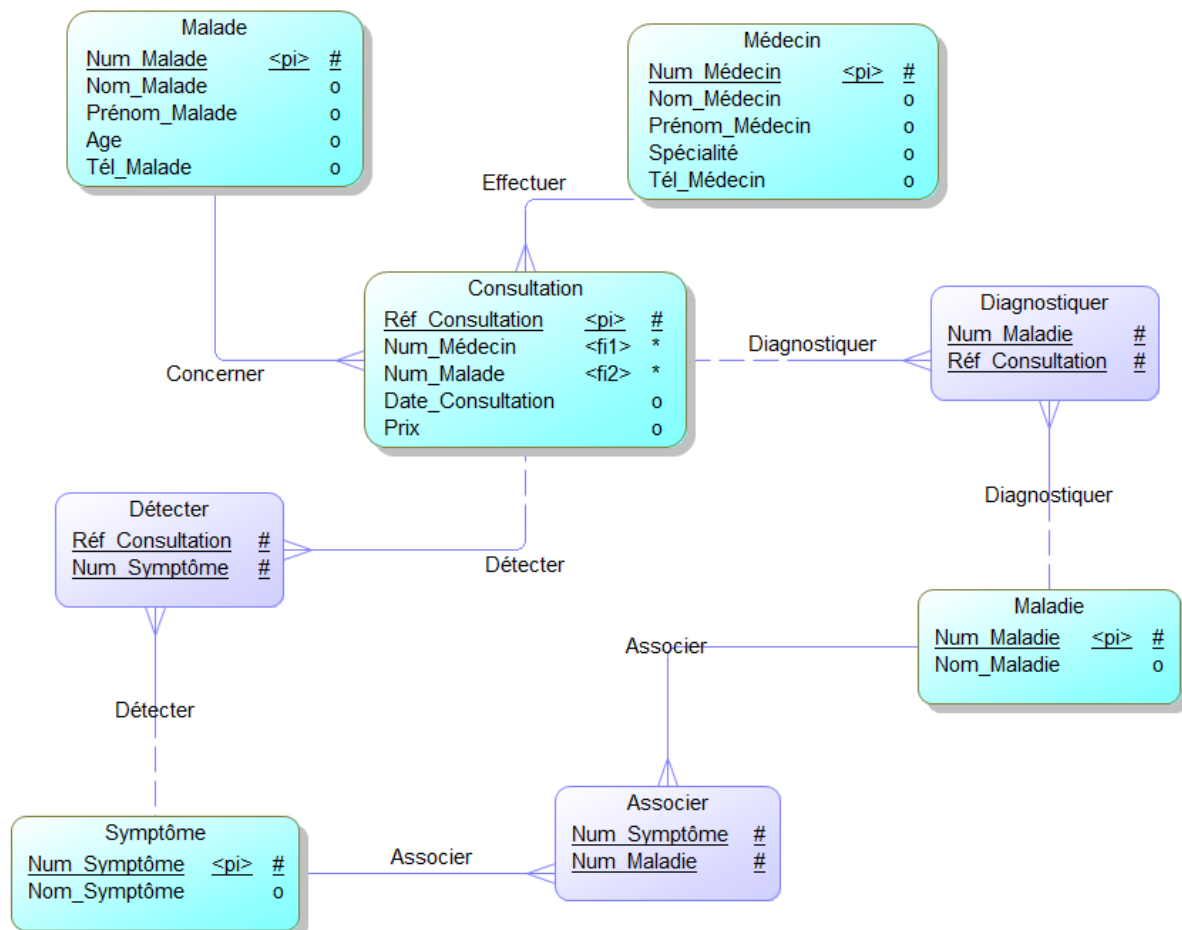 Malade
Num_Malade <pi> #
Nom_Malade o
Prénom_Malade o
Age o
Tél_Malade o
Médecin
Num_Médecin <pi> #
Nom_Médecin o
Prénom_Médecin o
Spécialité o
Tél_Médecin o
Effectuer
Concerner
Consultation
Réf_Consultation <pi> #
Num_Médecin <fi1> *
Num_Malade <fi2> *
Date_Consultation o
Prix o
Diagnostiquer
Diagnostiquer
Num_Maladie #
Réf_Consultation #
Diagnostiquer
Détecter
Réf_Consultation #
Num_Symptôme #
Détecter
Détecter
Maladie
Num_Maladie <pi> #
Nom_Maladie o
Associer
Symptôme
Num_Symptôme <pi> #
Nom_Symptôme o
Associer
Associer
Num_Symptôme #
Num_Maladie #